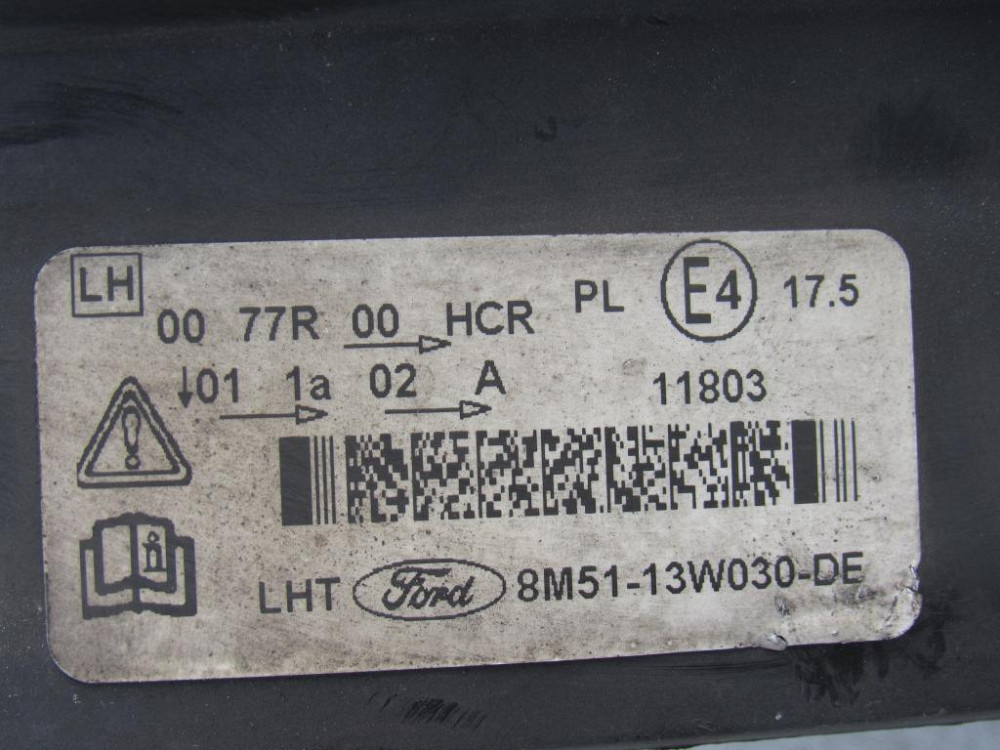 LH
00 77R 00 HCR PL E4 17.5
↓01 1a 02 A 11803
LHT Ford 8M51-13W030-DE